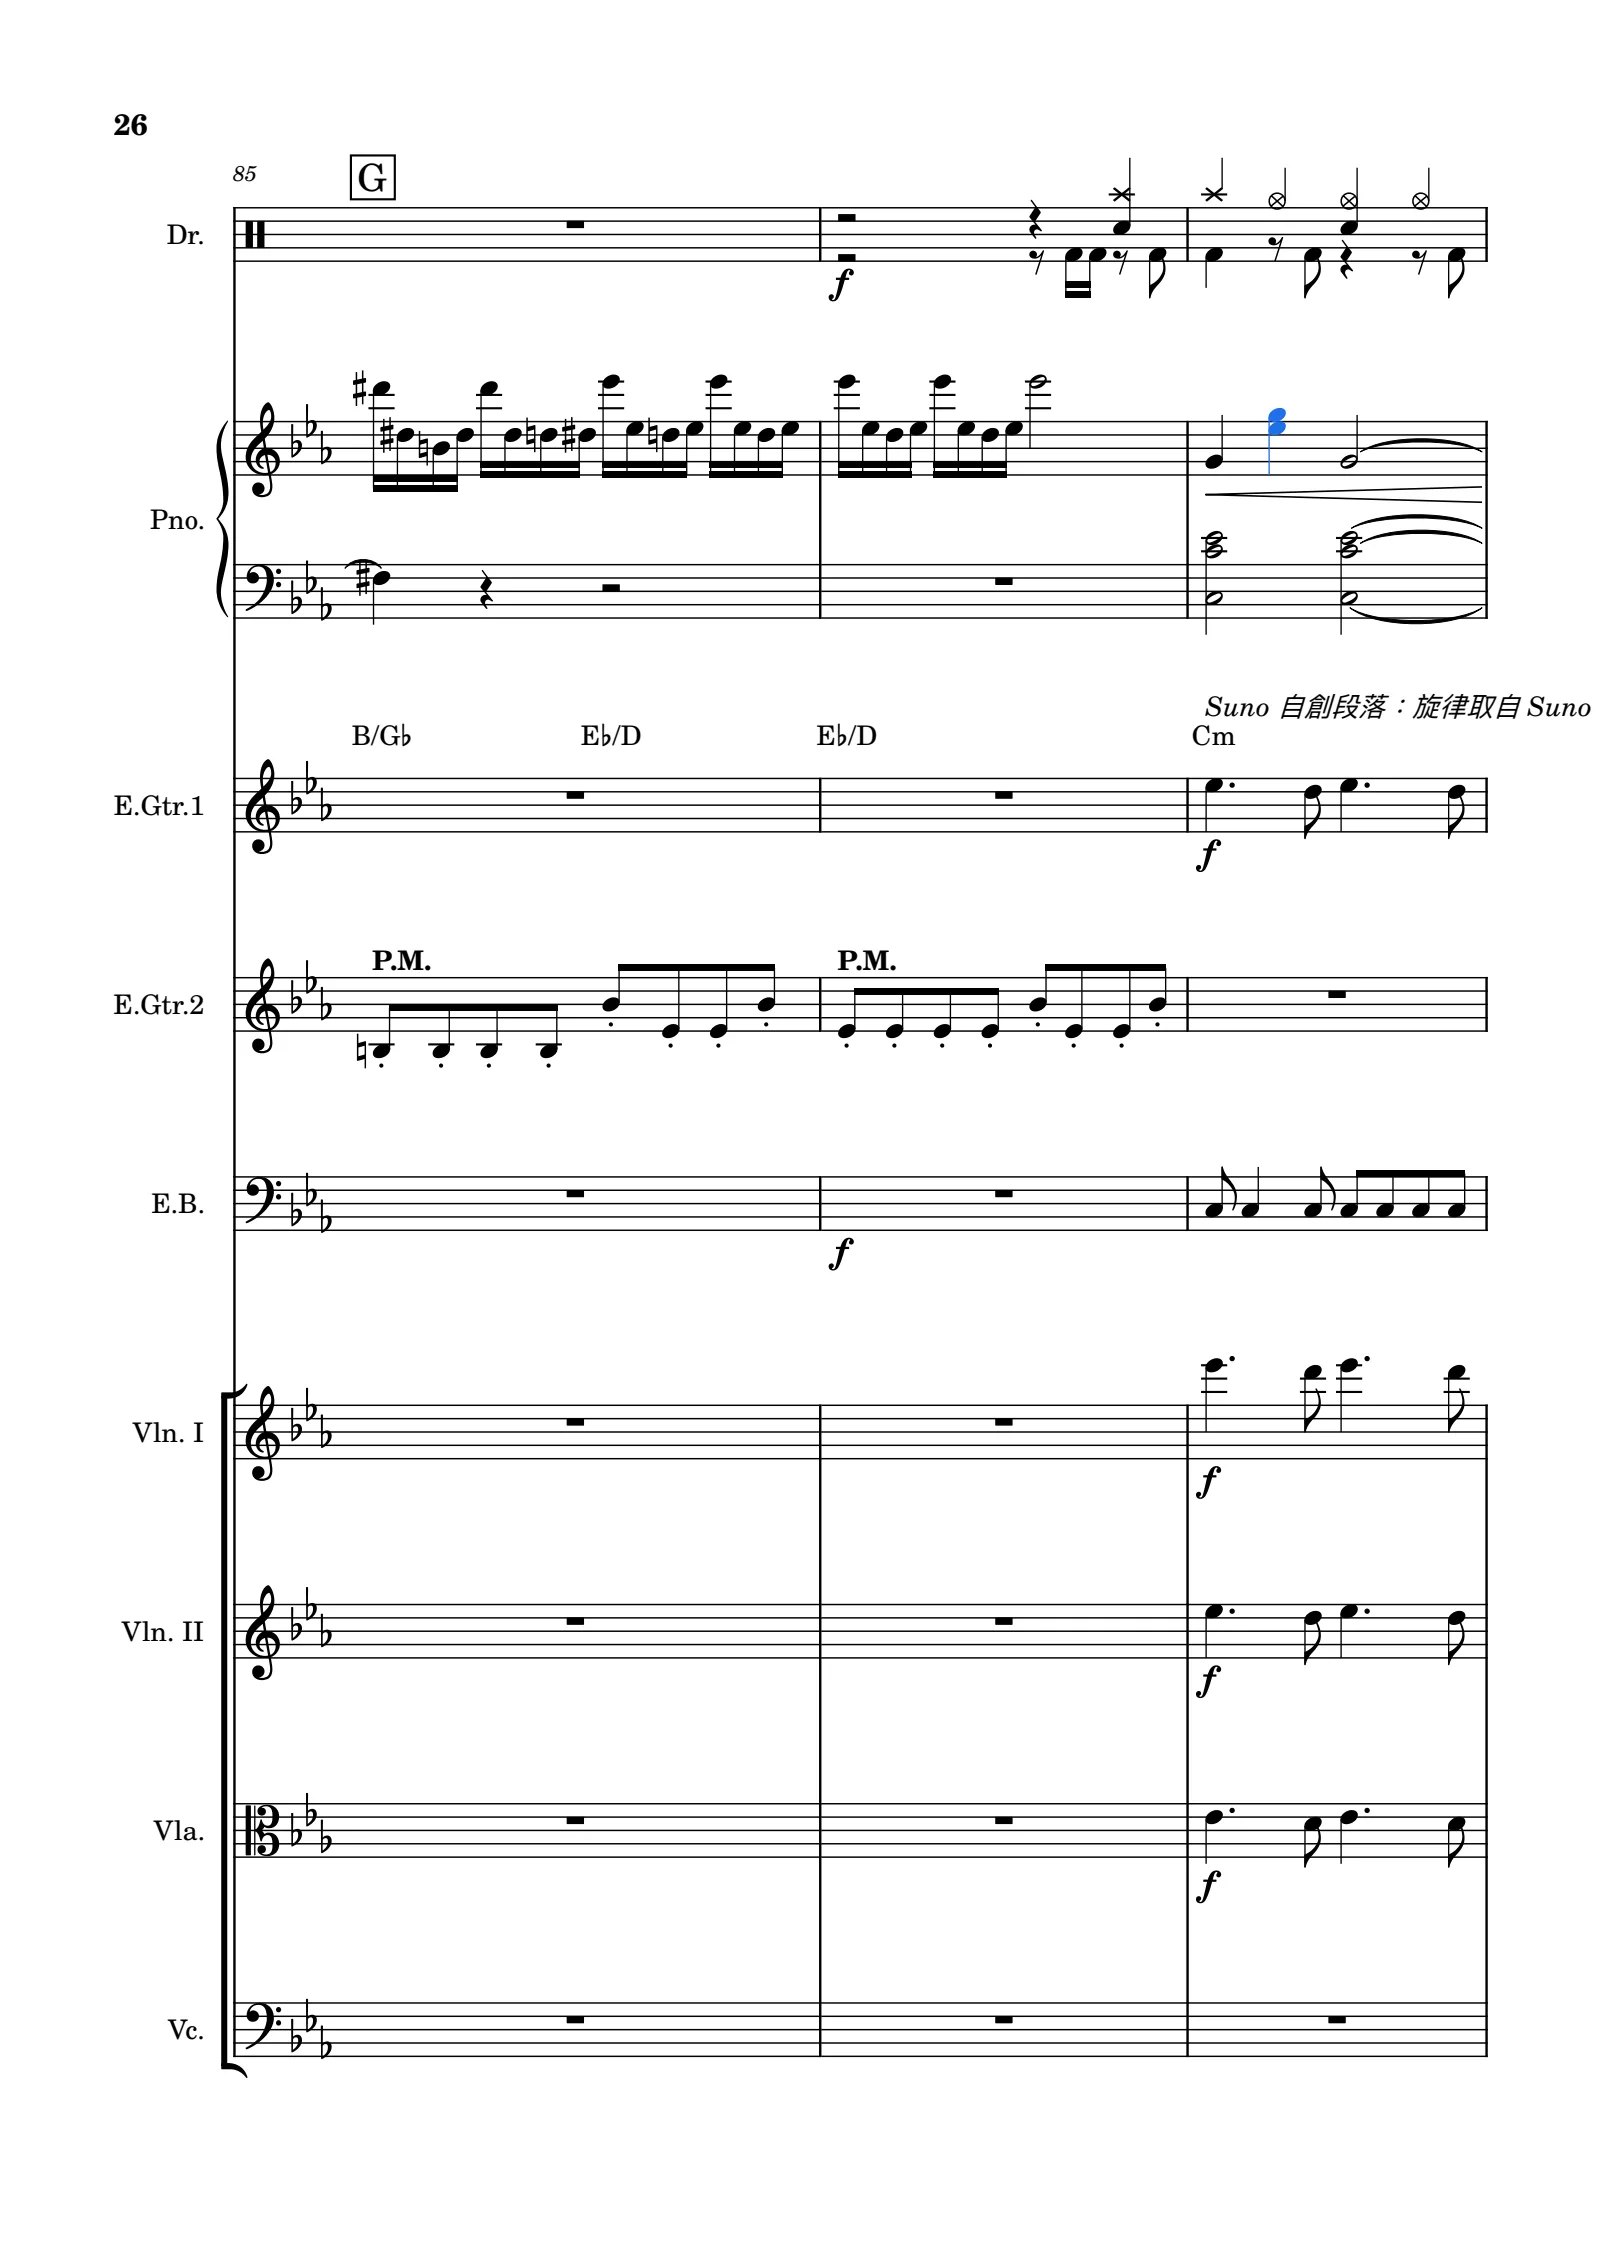 26
85
G
Dr.
f
Pno.
Suno 自創段落：旋律取自 Suno
B/G♭ E♭/D E♭/D Cm
E.Gtr.1
f
P.M. P.M.
E.Gtr.2
E.B.
f
Vln. I
f
Vln. II
f
Vla.
f
Vc.